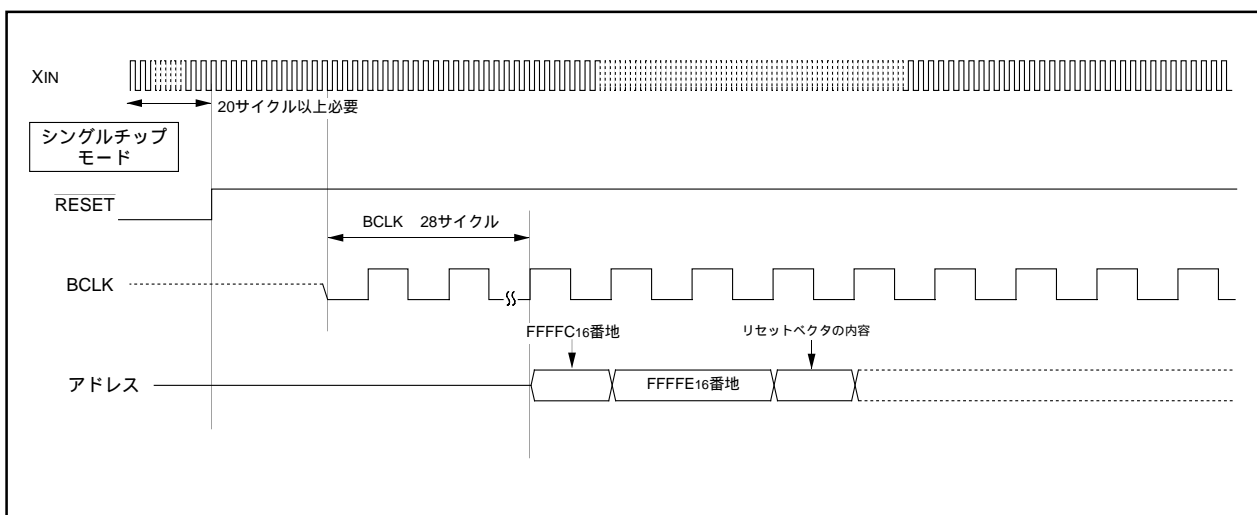 XIN
20サイクル以上必要
シングルチップ
モード
RESET
BCLK 28サイクル
BCLK
FFFFC16番地
リセットベクタの内容
アドレス
FFFFE16番地